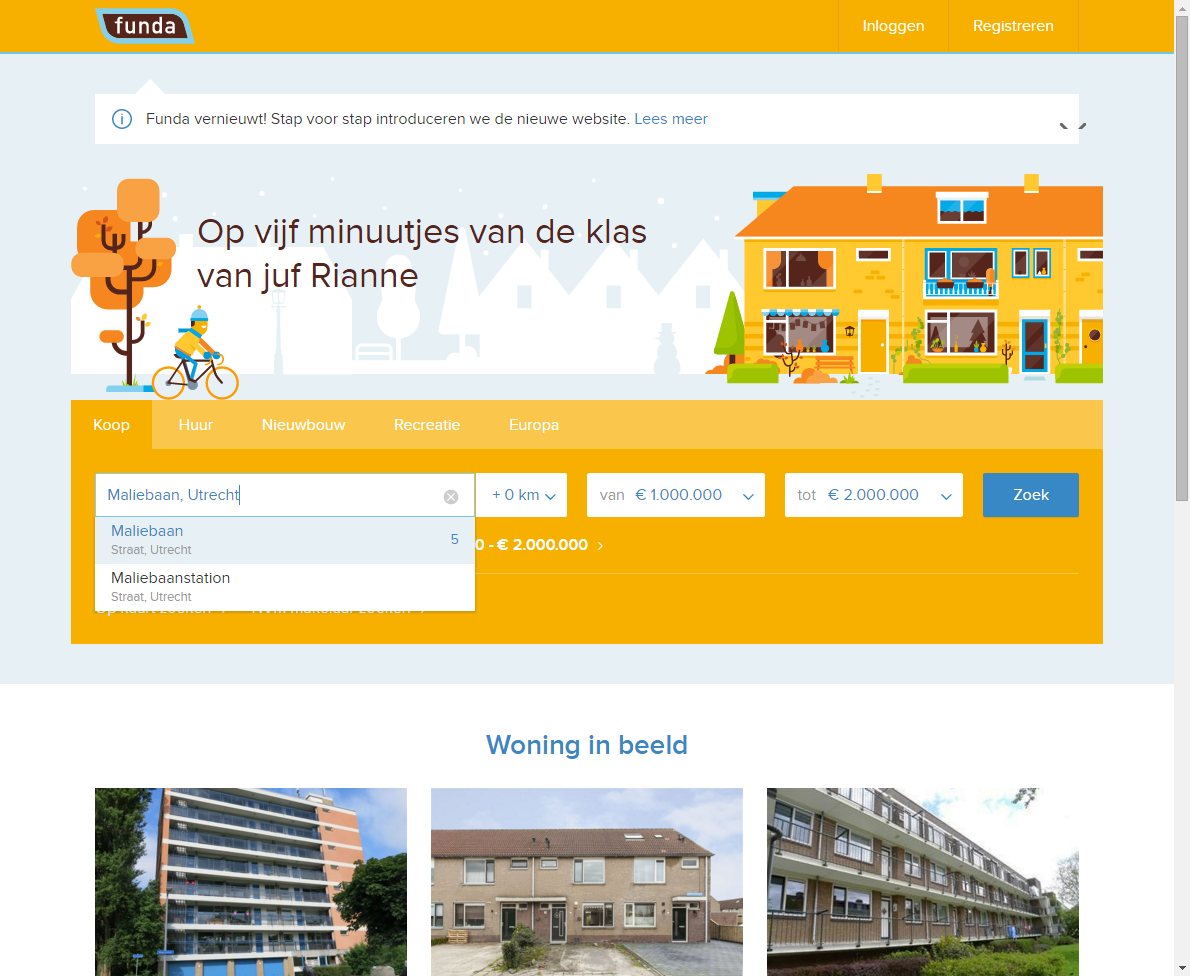 funda
Inloggen
Registreren
Funda vernieuwt! Stap voor stap introduceren we de nieuwe website. Lees meer
Op vijf minuutjes van de klas
van juf Rianne
Koop
Huur
Nieuwbouw
Recreatie
Europa
Maliebaan, Utrecht
+ 0 km
van € 1.000.000
tot € 2.000.000
Zoek
Maliebaan
Straat, Utrecht
5
0 - € 2.000.000
Maliebaanstation
Straat, Utrecht
Woning in beeld